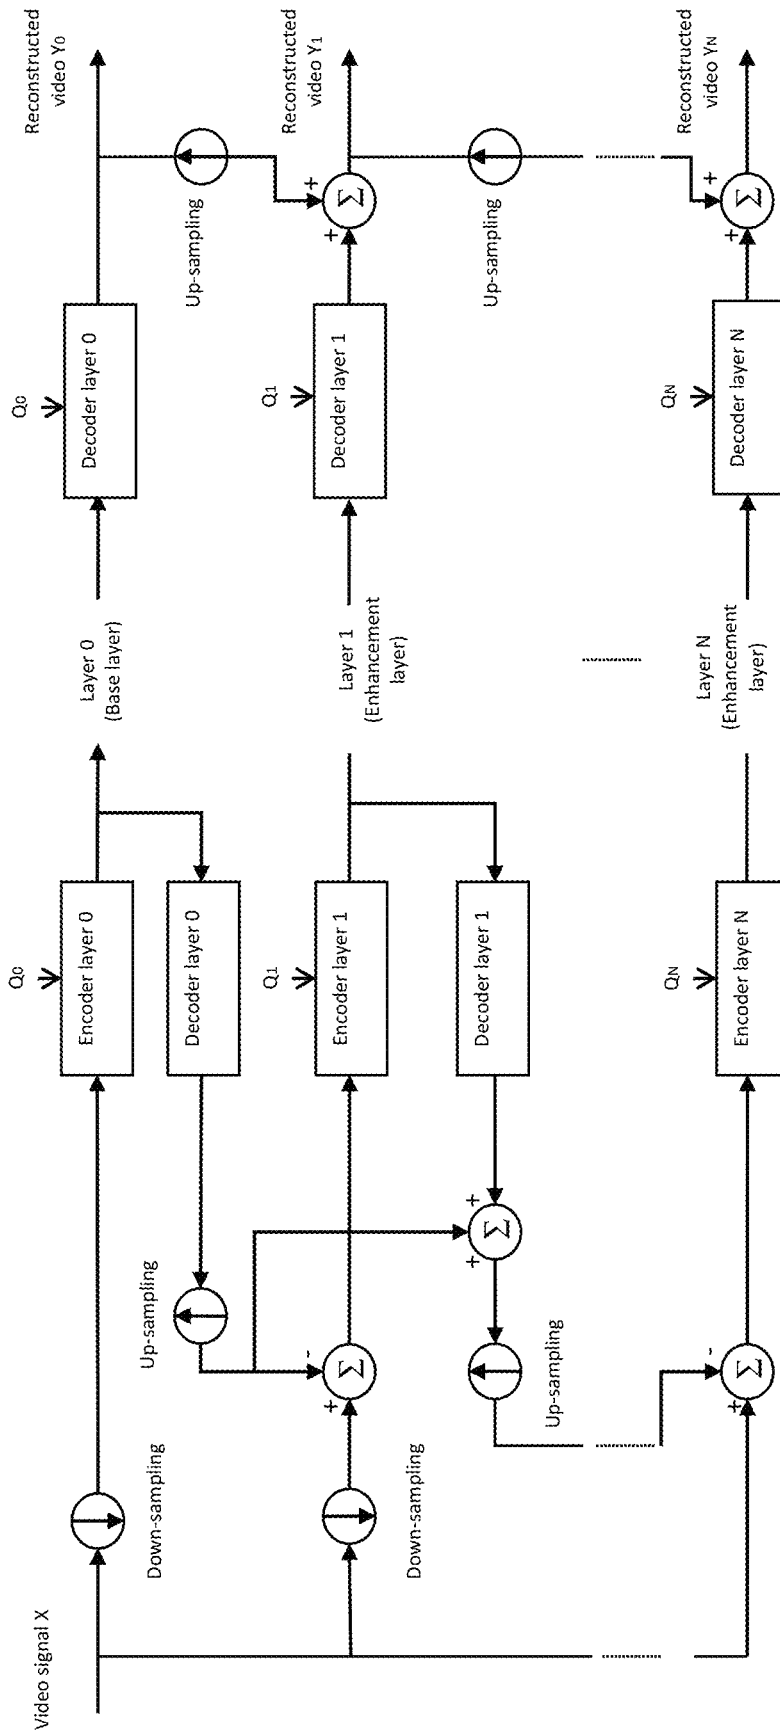 Video signal X
Down-sampling
Up-sampling
Q₀
Encoder layer 0
Decoder layer 0
Layer 0
(Base layer)
Q₀
Decoder layer 0
Reconstructed
video Y₀
Up-sampling
Down-sampling
+
-
Σ
Q₁
Encoder layer 1
Decoder layer 1
+
+
Σ
Up-sampling
Layer 1
(Enhancement
layer)
Q₁
Decoder layer 1
+
+
Σ
Reconstructed
video Y₁
Up-sampling
+
-
Σ
Q_N
Encoder layer N
Layer N
(Enhancement
layer)
Q_N
Decoder layer N
+
+
Σ
Reconstructed
video Y_N